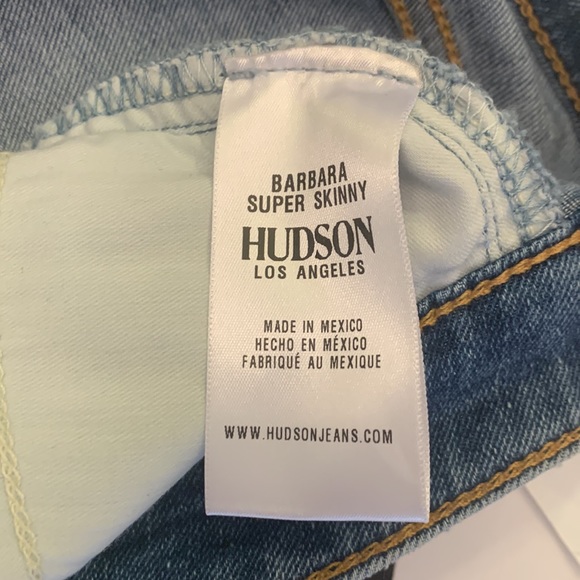 BARBARA
SUPER SKINNY
HUDSON
LOS ANGELES
MADE IN MEXICO
HECHO EN MÉXICO
FABRIQUÉ AU MEXIQUE
WWW.HUDSONJEANS.COM